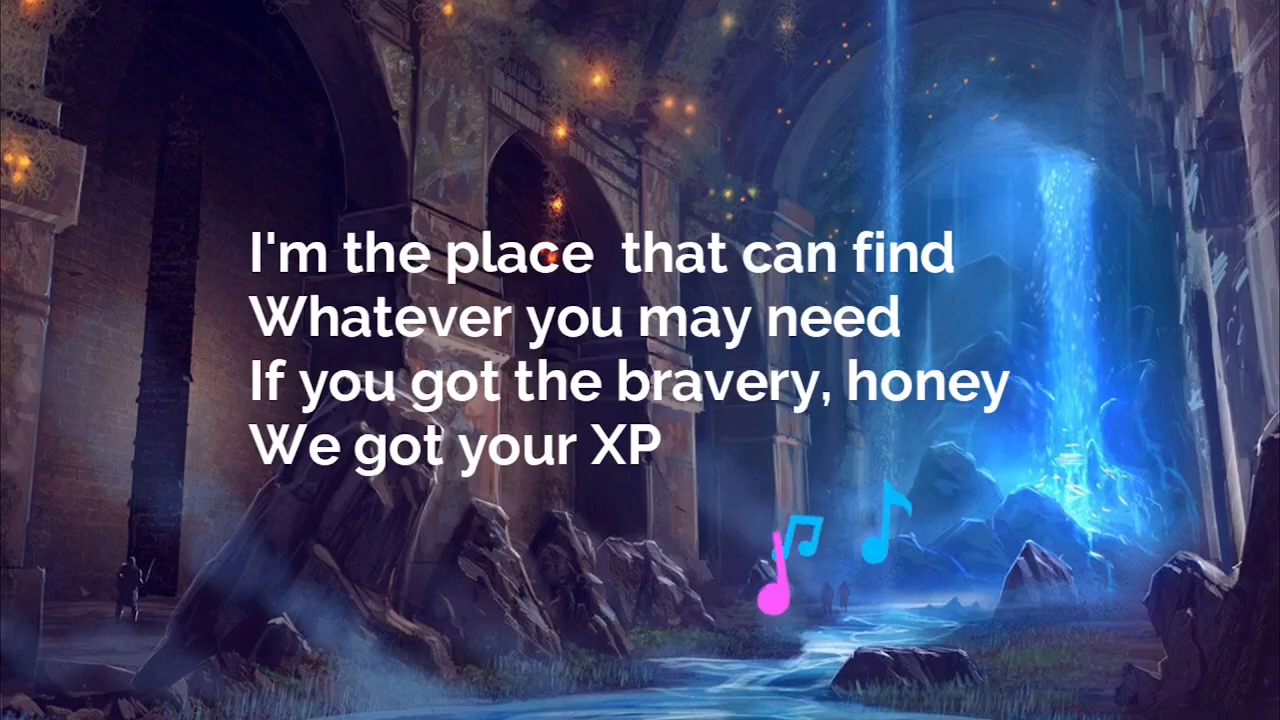 I'm the place  that can find
Whatever you may need
If you got the bravery, honey
We got your XP